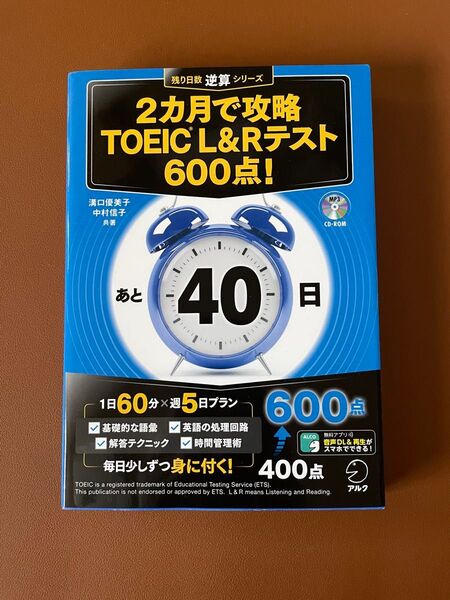 残り日数 逆算 シリーズ
2カ月で攻略
TOEIC® L&Rテスト
600点!
溝口優美子
中村信子
共著
MP3
CD-ROM
あと 40 日
1日60分×週5日プラン
基礎的な語彙 英語の処理回路
解答テクニック 時間管理術
毎日少しずつ身に付く!
600点
400点
ALCO
無料アプリ
音声DL&再生が
スマホでできる!
TOEIC is a registered trademark of Educational Testing Service (ETS).
This publication is not endorsed or approved by ETS. L&R means Listening and Reading.
アルク